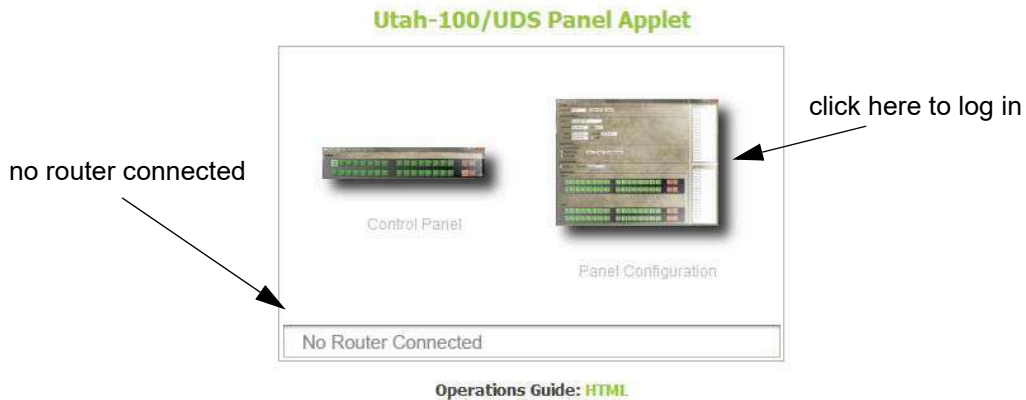 Utah-100/UDS Panel Applet
click here to log in
no router connected
Control Panel
Panel Configuration
No Router Connected
Operations Guide: HTML